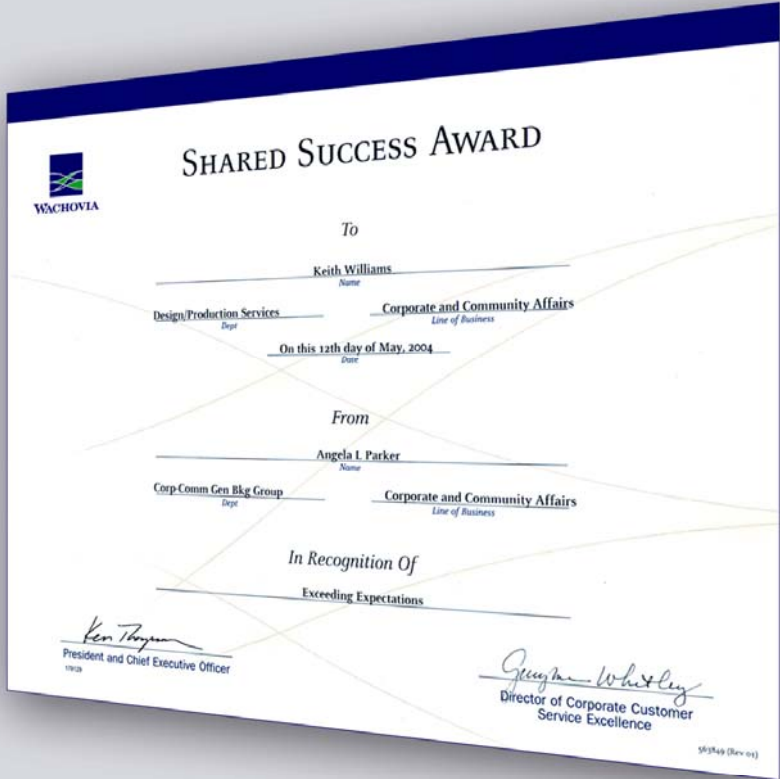 SHARED SUCCESS AWARD
WACHOVIA
To
Keith Williams
Name
Design/Production Services
Dept
Corporate and Community Affairs
Line of Business
On this 12th day of May, 2004
Date
From
Angela L Parker
Name
Corp-Comm Gen Bkg Group
Dept
Corporate and Community Affairs
Line of Business
In Recognition Of
Exceeding Expectations
Ken Thompson
President and Chief Executive Officer
Whitley
Director of Corporate Customer
Service Excellence
563849 (Rev 01)